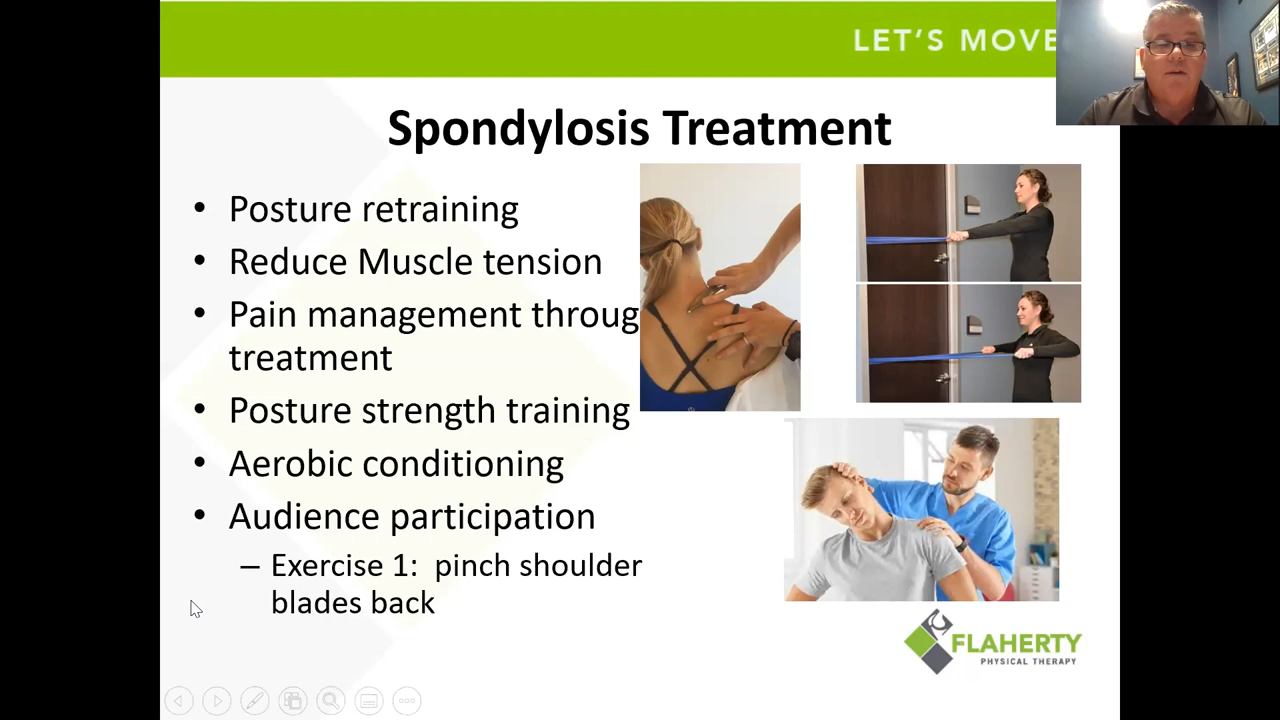 LET'S MOVE
Spondylosis Treatment
• Posture retraining
• Reduce Muscle tension
• Pain management throug
treatment
• Posture strength training
• Aerobic conditioning
• Audience participation
– Exercise 1: pinch shoulder
blades back
FLAHERTY
PHYSICAL THERAPY